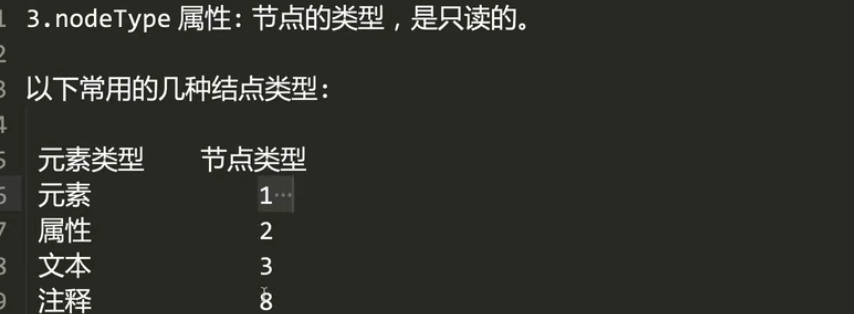 1 3.nodeType 属性: 节点的类型，是只读的。
2
3 以下常用的几种结点类型:
4
5 元素类型 节点类型
6 元素 1
7 属性 2
8 文本 3
9 注释 8